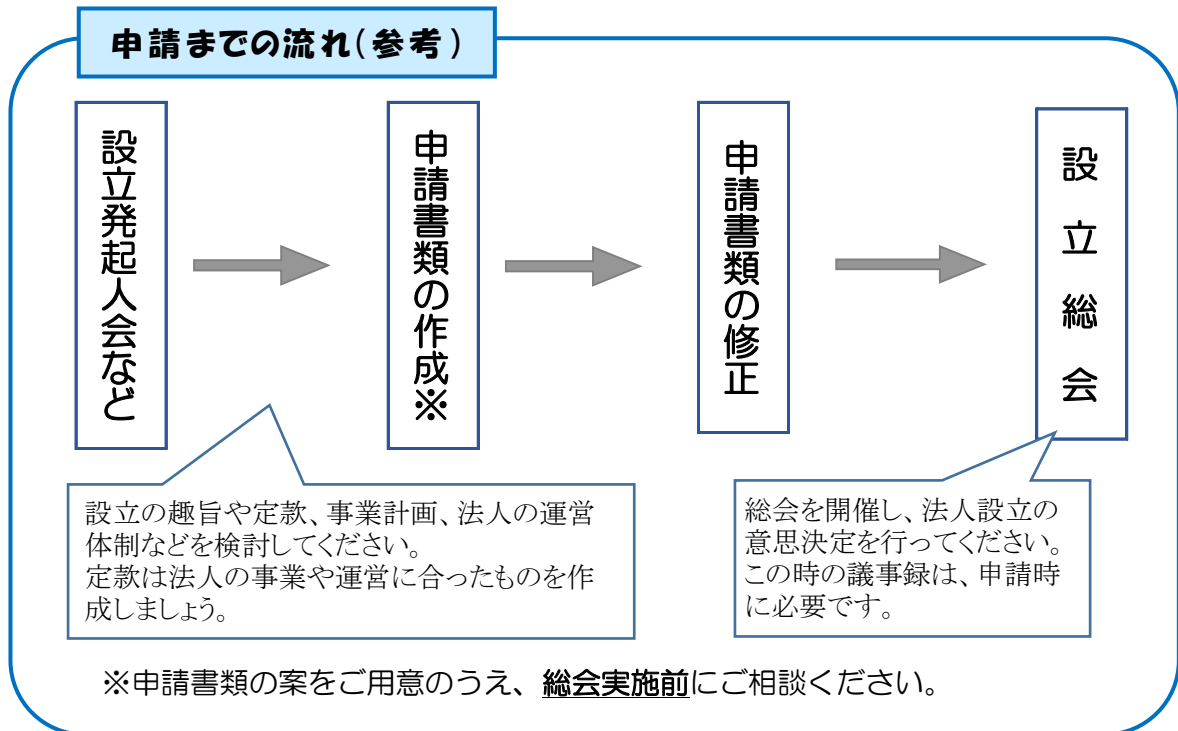 申請までの流れ(参考)
設立発起人会など
申請書類の作成※
申請書類の修正
設立総会
設立の趣旨や定款、事業計画、法人の運営
体制などを検討してください。
定款は法人の事業や運営に合ったものを作
成しましょう。
総会を開催し、法人設立の
意思決定を行ってください。
この時の議事録は、申請時
に必要です。
※申請書類の案をご用意のうえ、総会実施前にご相談ください。